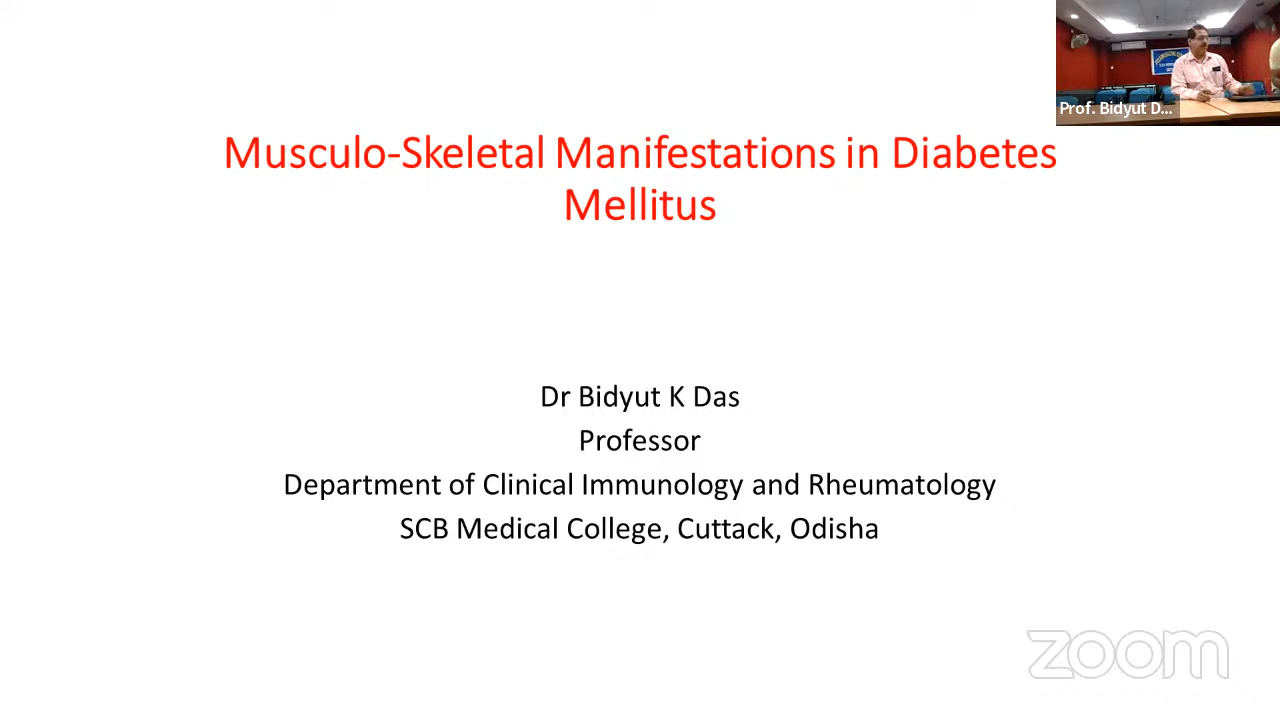 Prof. Bidyut D...
Musculo-Skeletal Manifestations in Diabetes
Mellitus
Dr Bidyut K Das
Professor
Department of Clinical Immunology and Rheumatology
SCB Medical College, Cuttack, Odisha
zoom